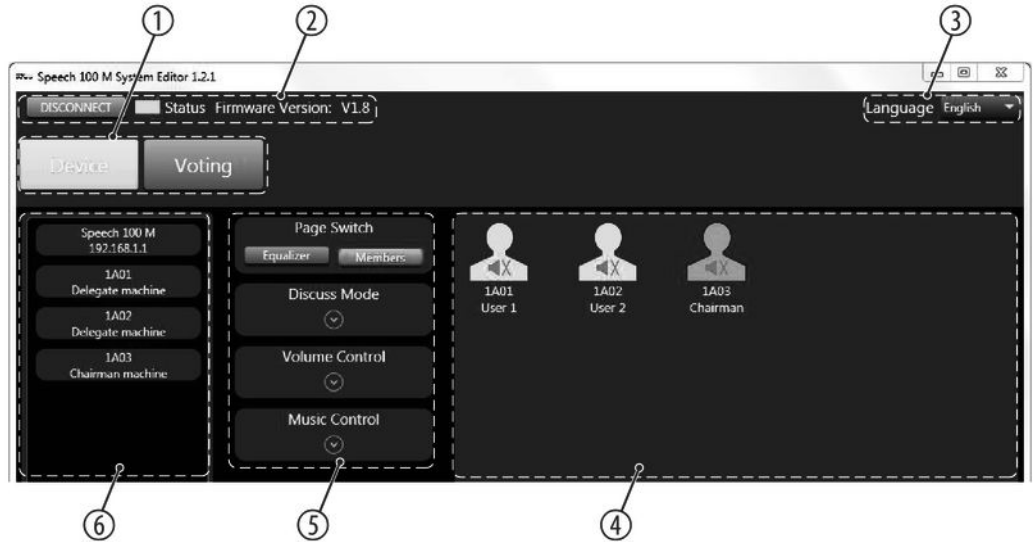 1
2
3
Speech 100 M System Editor 1.2.1
DISCONNECT Status Firmware Version: V1.8
Language English
Device Voting
Speech 100 M
192.168.1.1
1A01
Delegate machine
1A02
Delegate machine
1A03
Chairman machine
Page Switch
Equalizer Members
Discuss Mode
Volume Control
Music Control
1A01
User 1
1A02
User 2
1A03
Chairman
6
5
4